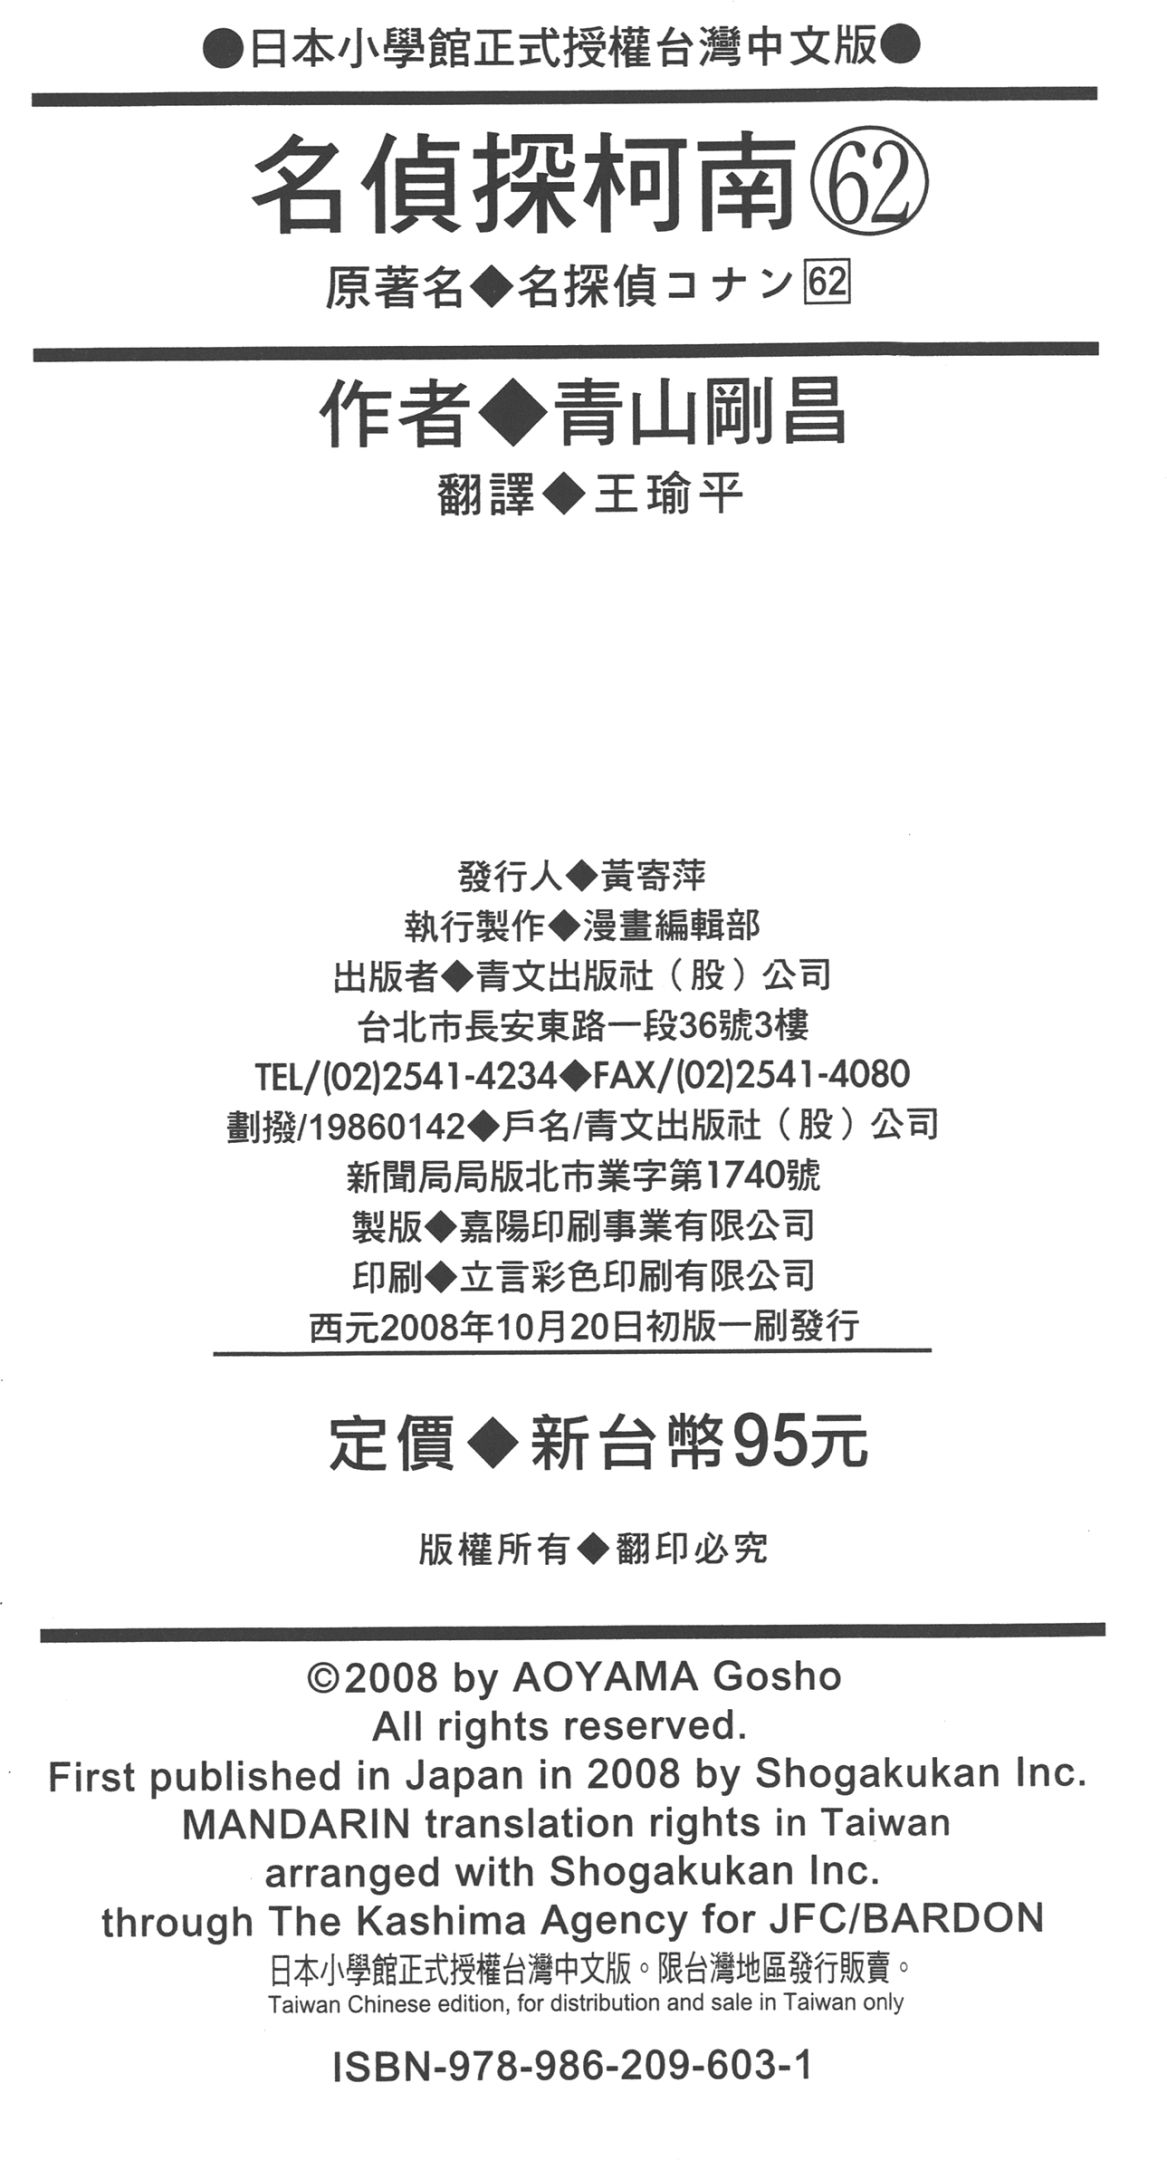 ●日本小學館正式授權台灣中文版●
名偵探柯南62
原著名◆名探偵コナン62
作者◆青山剛昌
翻譯◆王瑜平
發行人◆黃寄萍
執行製作◆漫畫編輯部
出版者◆青文出版社（股）公司
台北市長安東路一段36號3樓
TEL/(02)2541-4234◆FAX/(02)2541-4080
劃撥/19860142◆戶名/青文出版社（股）公司
新聞局局版北市業字第1740號
製版◆嘉陽印刷事業有限公司
印刷◆立言彩色印刷有限公司
西元2008年10月20日初版一刷發行
定價◆新台幣95元
版權所有◆翻印必究
©2008 by AOYAMA Gosho
All rights reserved.
First published in Japan in 2008 by Shogakukan Inc.
MANDARIN translation rights in Taiwan
arranged with Shogakukan Inc.
through The Kashima Agency for JFC/BARDON
日本小學館正式授權台灣中文版。限台灣地區發行販賣。
Taiwan Chinese edition, for distribution and sale in Taiwan only
ISBN-978-986-209-603-1